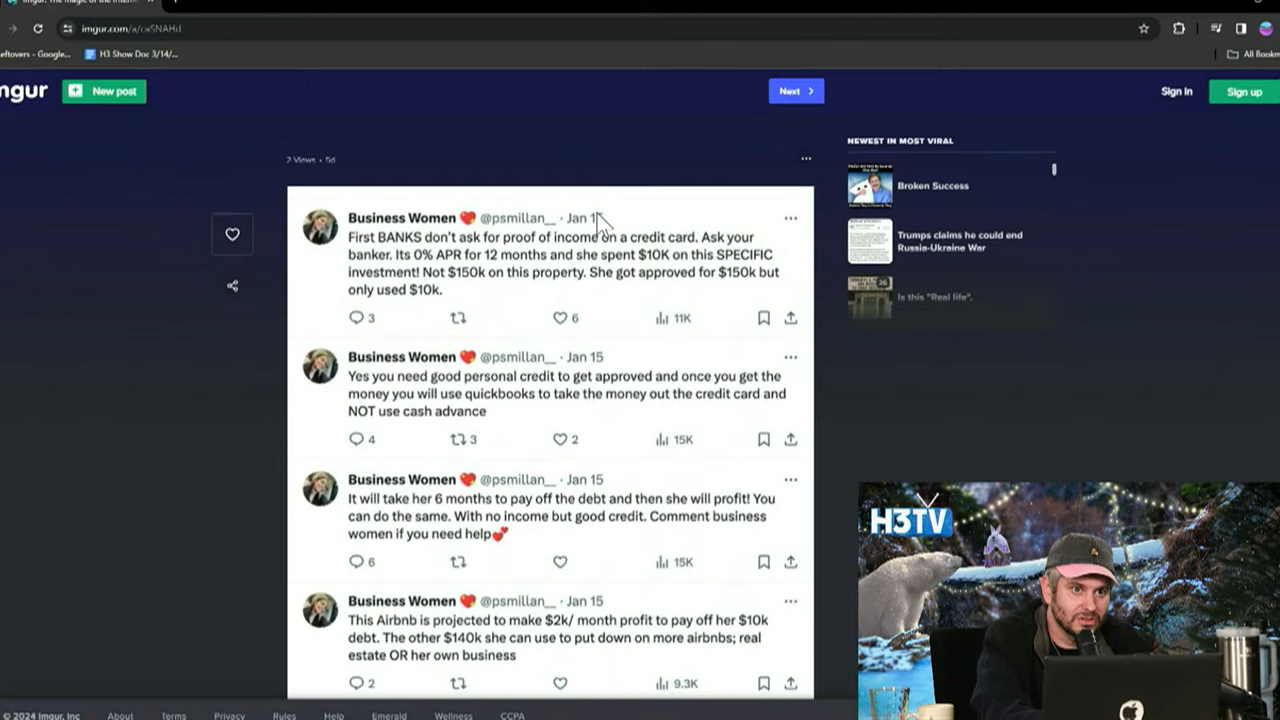 imgur.com/a/
eftovers - Google...
H3 Show Doc 3/14/...
All Bookm
mgur
New post
Next
Sign in
Sign up
2 Views • 5d
NEWEST IN MOST VIRAL
Broken Success
Trumps claims he could end
Russia-Ukraine War
Is this "Real life".
Business Women @psmillan__ · Jan
First BANKS don't ask for proof of income on a credit card. Ask your
banker. Its 0% APR for 12 months and she spent $10K on this SPECIFIC
investment! Not $150k on this property. She got approved for $150k but
only used $10k.
3 6 11K
Business Women @psmillan__ · Jan 15
Yes you need good personal credit to get approved and once you get the
money you will use quickbooks to take the money out the credit card and
NOT use cash advance
4 3 2 15K
Business Women @psmillan__ · Jan 15
It will take her 6 months to pay off the debt and then she will profit! You
can do the same. With no income but good credit. Comment business
women if you need help
6 15K
Business Women @psmillan__ · Jan 15
This Airbnb is projected to make $2k/ month profit to pay off her $10k
debt. The other $140k she can use to put down on more airbnbs; real
estate OR her own business
2 9.3K
H3TV
© 2024 Imgur, Inc About Terms Privacy Rules Help Emerald Wellness CCPA